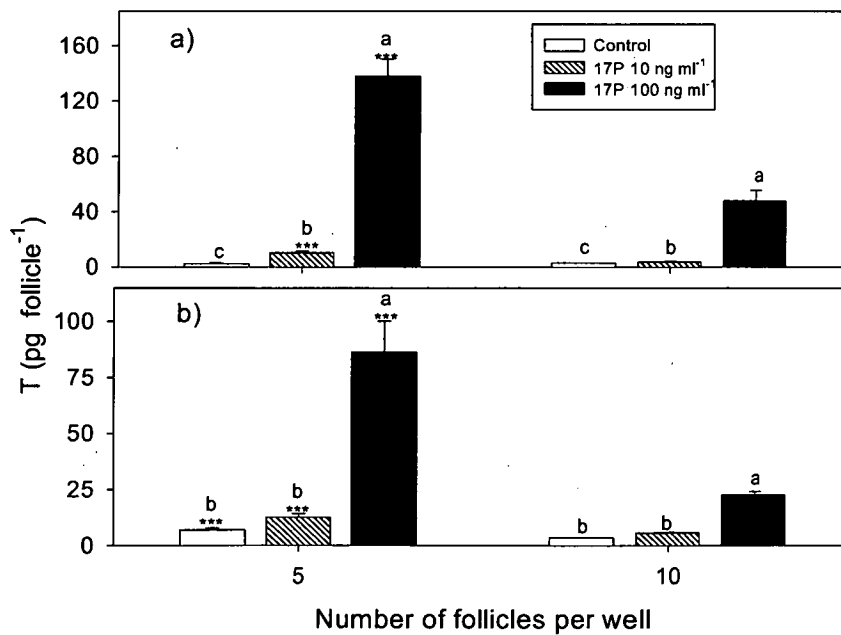 a)
Control
17P 10 ng ml⁻¹
17P 100 ng ml⁻¹
160
120
80
40
0
a
***
b
***
c
a
c
b
b)
T (pg follicle⁻¹)
100
75
50
25
0
a
***
b
***
b
***
a
b
b
5
10
Number of follicles per well